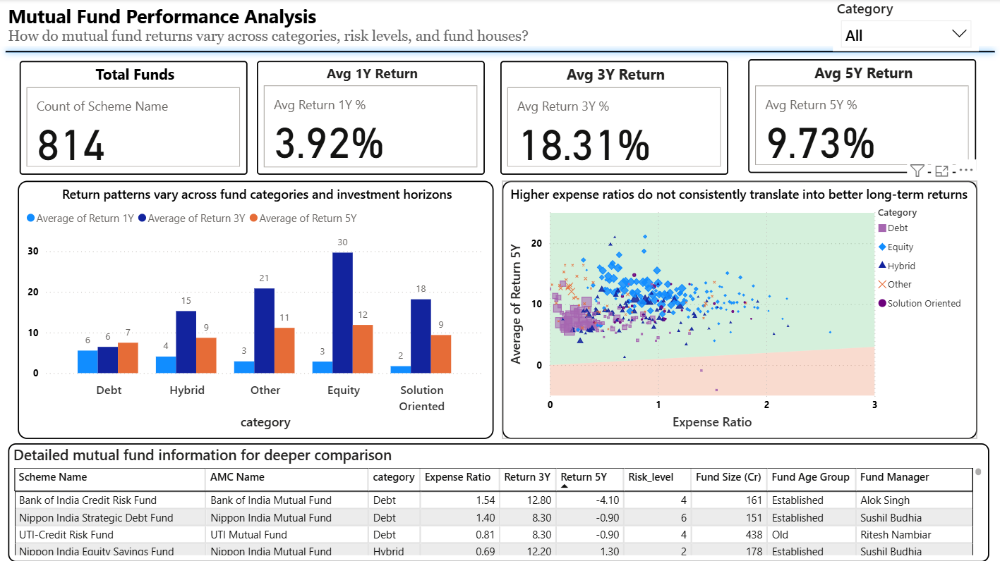 Mutual Fund Performance Analysis
How do mutual fund returns vary across categories, risk levels, and fund houses?
Category
All
Total Funds
Count of Scheme Name
814
Avg 1Y Return
Avg Return 1Y %
3.92%
Avg 3Y Return
Avg Return 3Y %
18.31%
Avg 5Y Return
Avg Return 5Y %
9.73%
Return patterns vary across fund categories and investment horizons
Average of Return 1Y Average of Return 3Y Average of Return 5Y
30
20
10
0
6 6 7
4 15 9
3 21 11
3 30 12
2 18 9
Debt Hybrid Other Equity Solution
Oriented
category
Higher expense ratios do not consistently translate into better long-term returns
Average of Return 5Y
20
10
0
0 1 2 3
Expense Ratio
Category
Debt
Equity
Hybrid
Other
Solution Oriented
Detailed mutual fund information for deeper comparison
Scheme Name AMC Name category Expense Ratio Return 3Y Return 5Y Risk_level Fund Size (Cr) Fund Age Group Fund Manager
Bank of India Credit Risk Fund Bank of India Mutual Fund Debt 1.54 12.80 -4.10 4 161 Established Alok Singh
Nippon India Strategic Debt Fund Nippon India Mutual Fund Debt 1.40 8.30 -0.90 6 151 Established Sushil Budhia
UTI-Credit Risk Fund UTI Mutual Fund Debt 0.81 8.30 -0.90 4 438 Old Ritesh Nambiar
Nippon India Equity Savings Fund Nippon India Mutual Fund Hybrid 0.69 12.20 1.30 2 178 Established Sushil Budhia